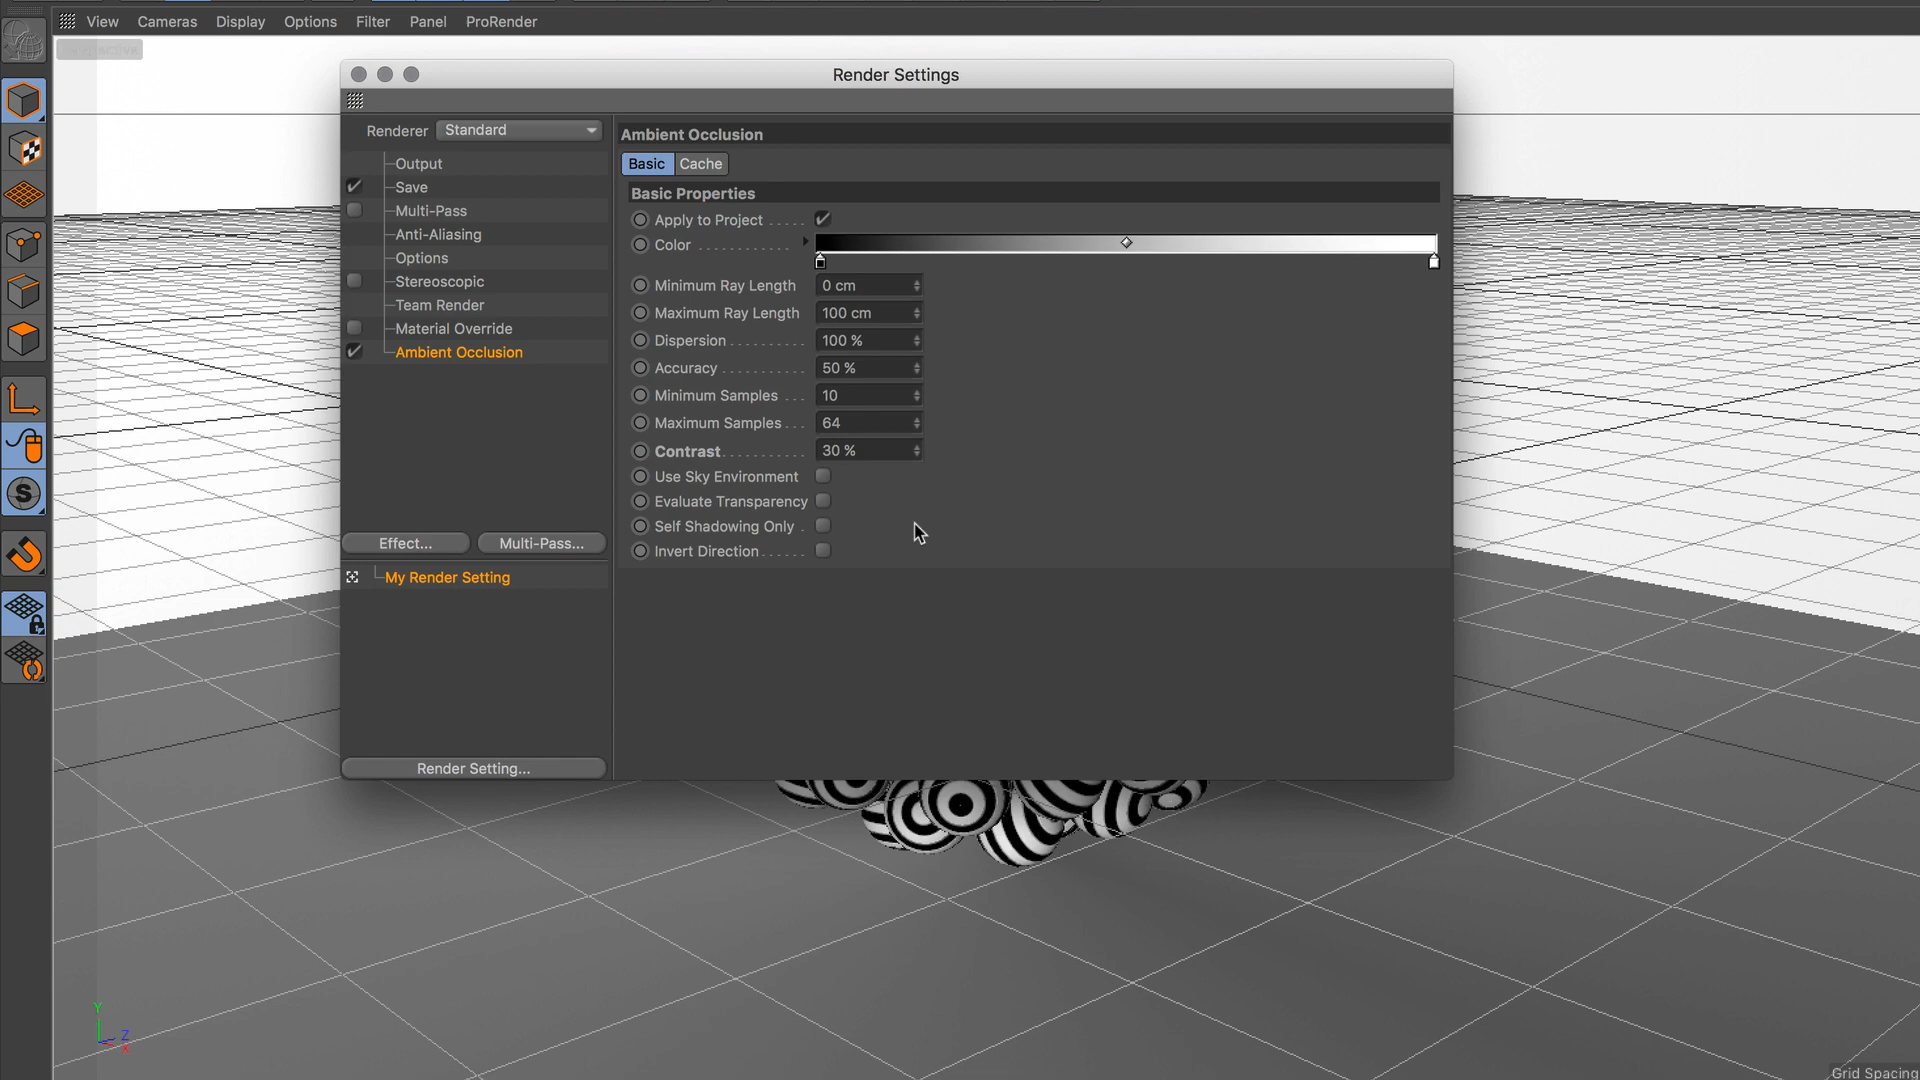 View Cameras Display Options Filter Panel ProRender
Render Settings
Renderer Standard
Output
Save
Multi-Pass
Anti-Aliasing
Options
Stereoscopic
Team Render
Material Override
Ambient Occlusion
Effect... Multi-Pass...
My Render Setting
Render Setting...
Ambient Occlusion
Basic Cache
Basic Properties
Apply to Project . . . . .
Color . . . . . . . . . . . .
Minimum Ray Length 0 cm
Maximum Ray Length 100 cm
Dispersion . . . . . . . . . . 100 %
Accuracy . . . . . . . . . . . 50 %
Minimum Samples . . . 10
Maximum Samples . . . 64
Contrast . . . . . . . . . . . 30 %
Use Sky Environment
Evaluate Transparency
Self Shadowing Only .
Invert Direction . . . . . .
S
Y
Z
X
Grid Spacing